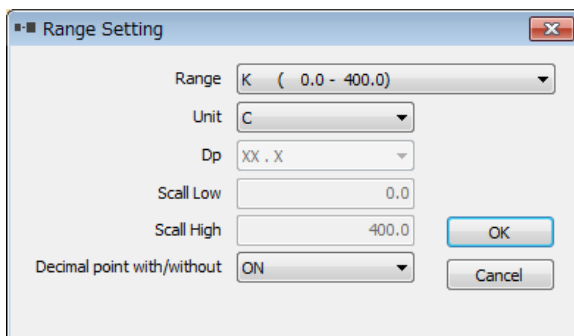 Range Setting
Range K ( 0.0 - 400.0)
Unit C
Dp XX . X
Scall Low 0.0
Scall High 400.0 OK
Decimal point with/without ON Cancel